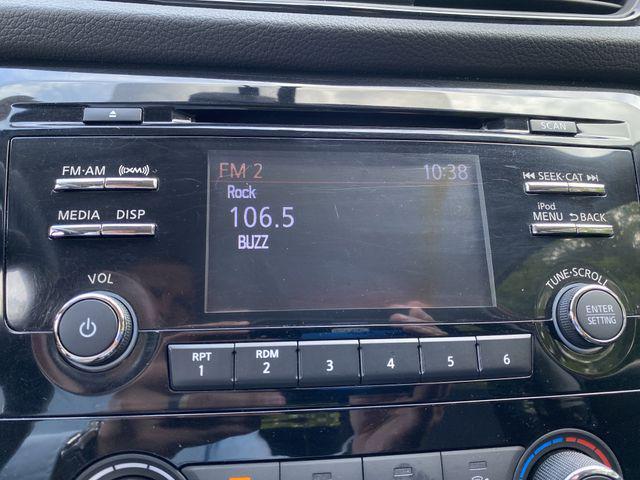 SCAN
FM 2 10:38
Rock
106.5
BUZZ
FM·AM ((XM))
MEDIA DISP
VOL
SEEK·CAT
iPod
MENU BACK
TUNE·SCROLL
ENTER
SETTING
RPT RDM
1 2 3 4 5 6